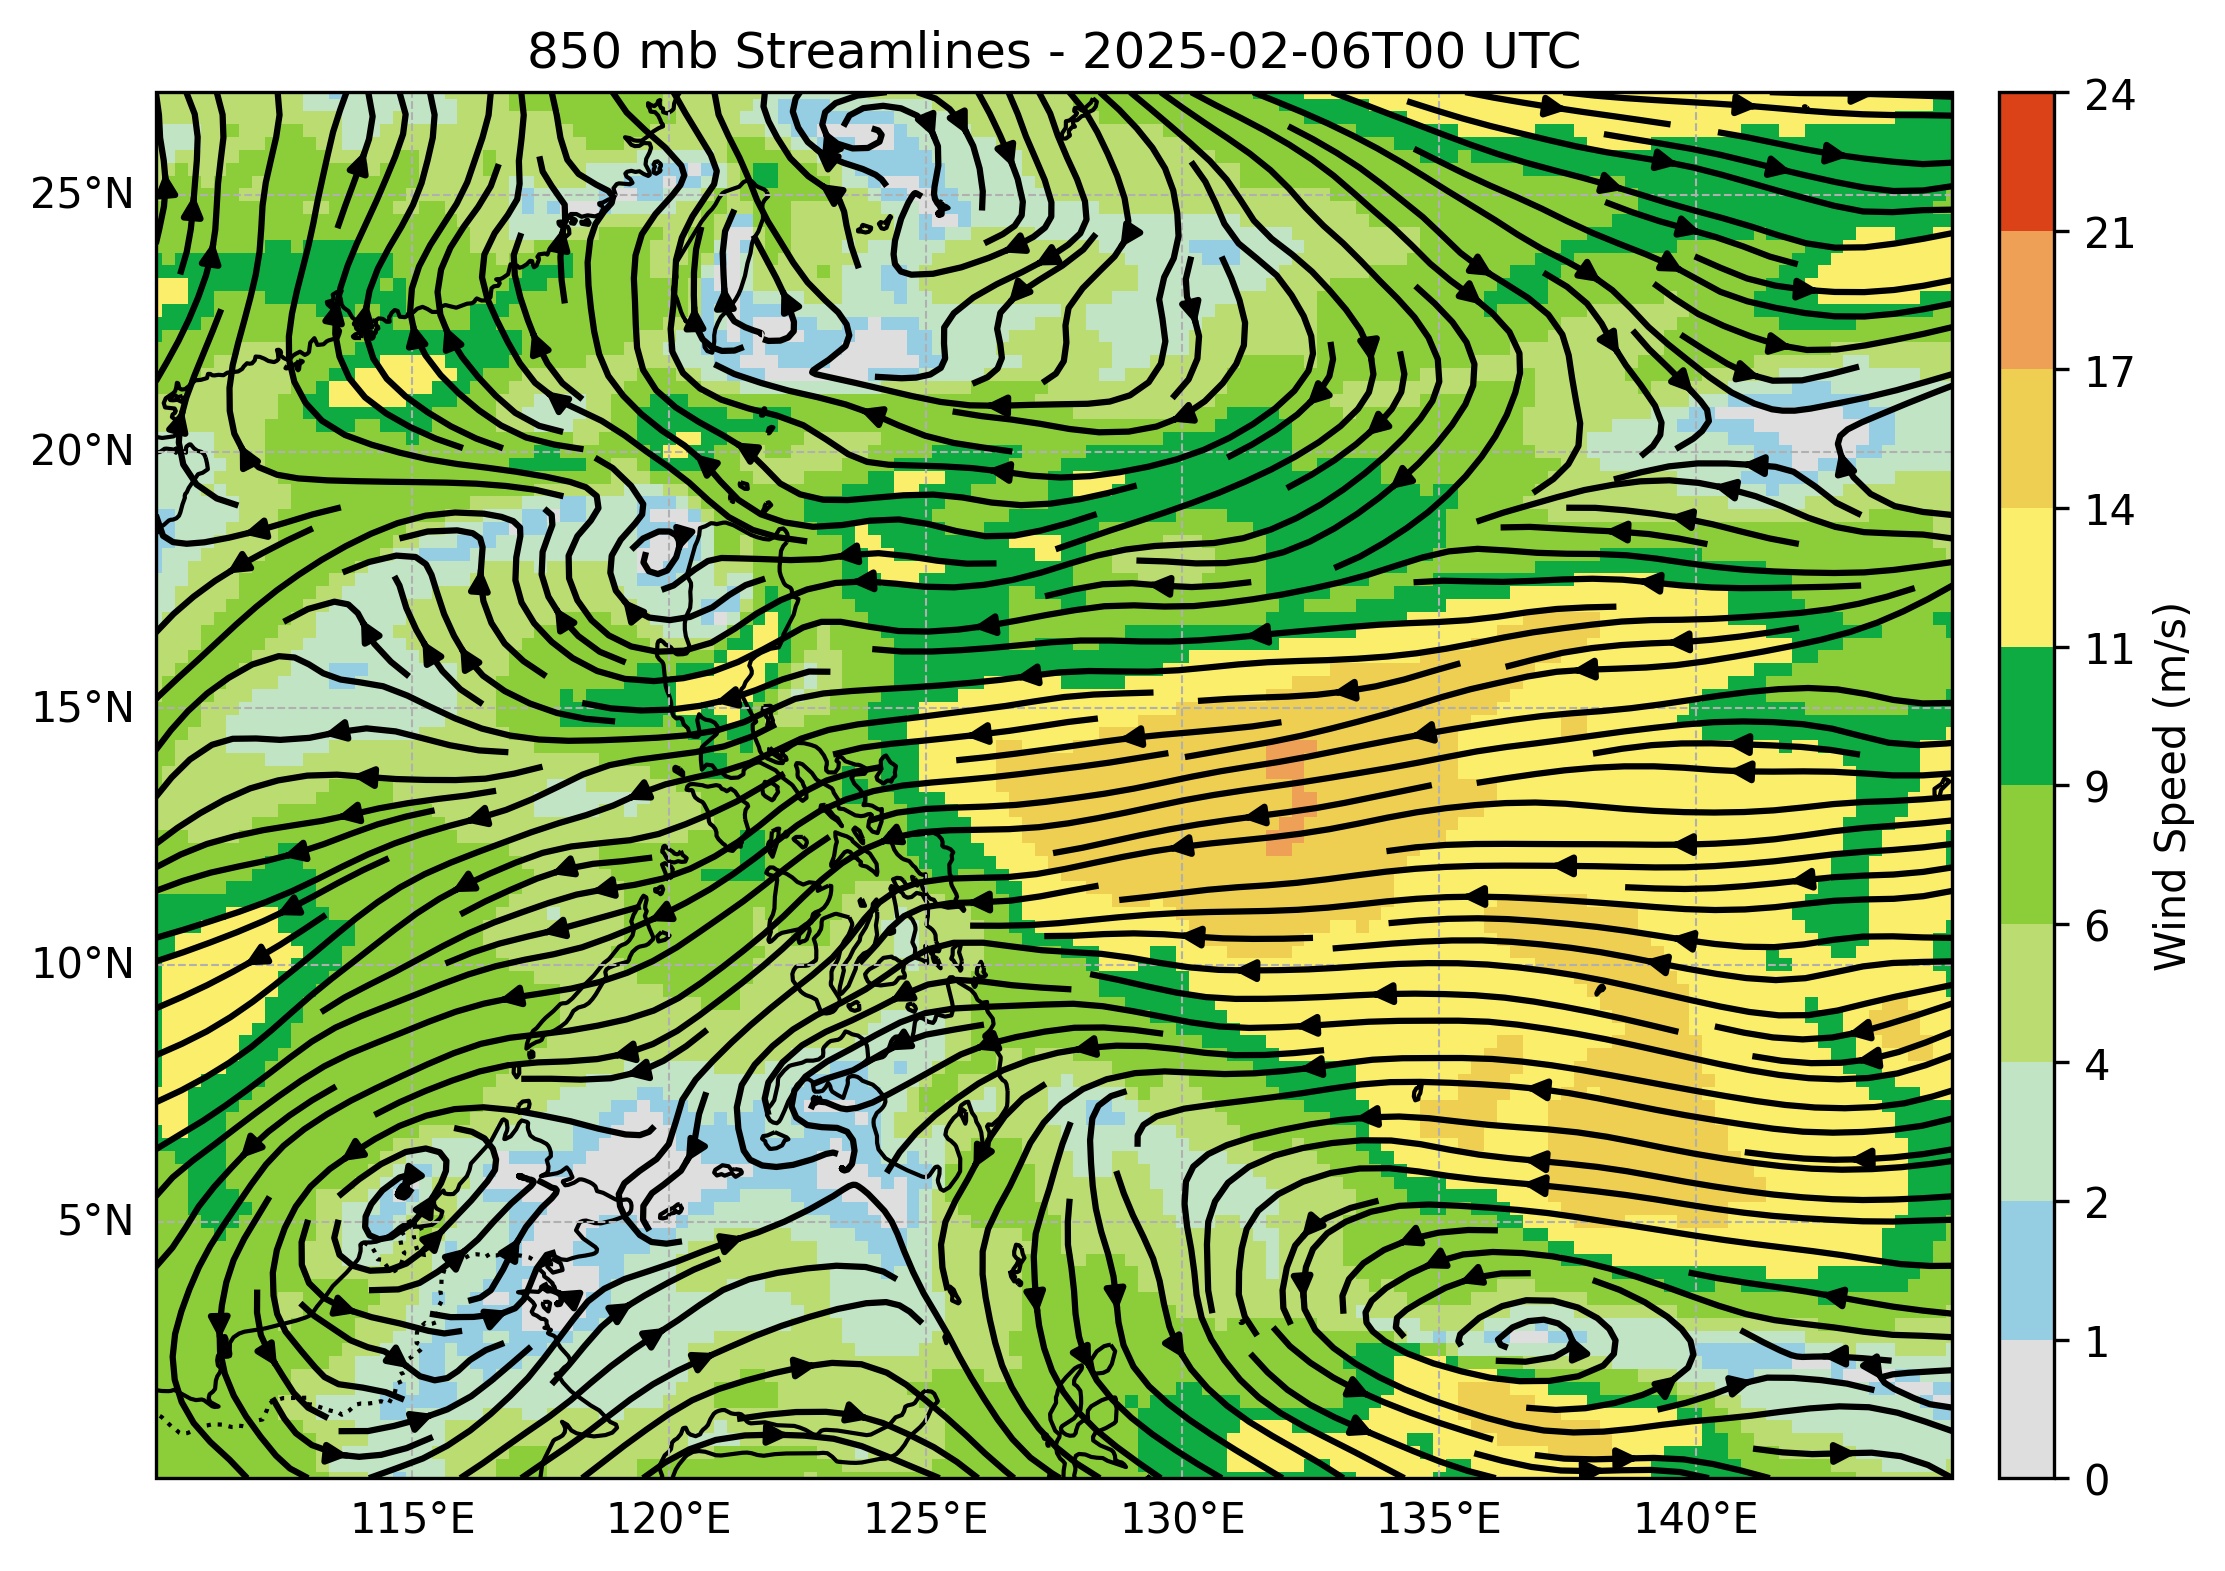 850 mb Streamlines - 2025-02-06T00 UTC
25°N
20°N
15°N
10°N
5°N
115°E
120°E
125°E
130°E
135°E
140°E
24
21
17
14
11
9
6
4
2
1
0
Wind Speed (m/s)